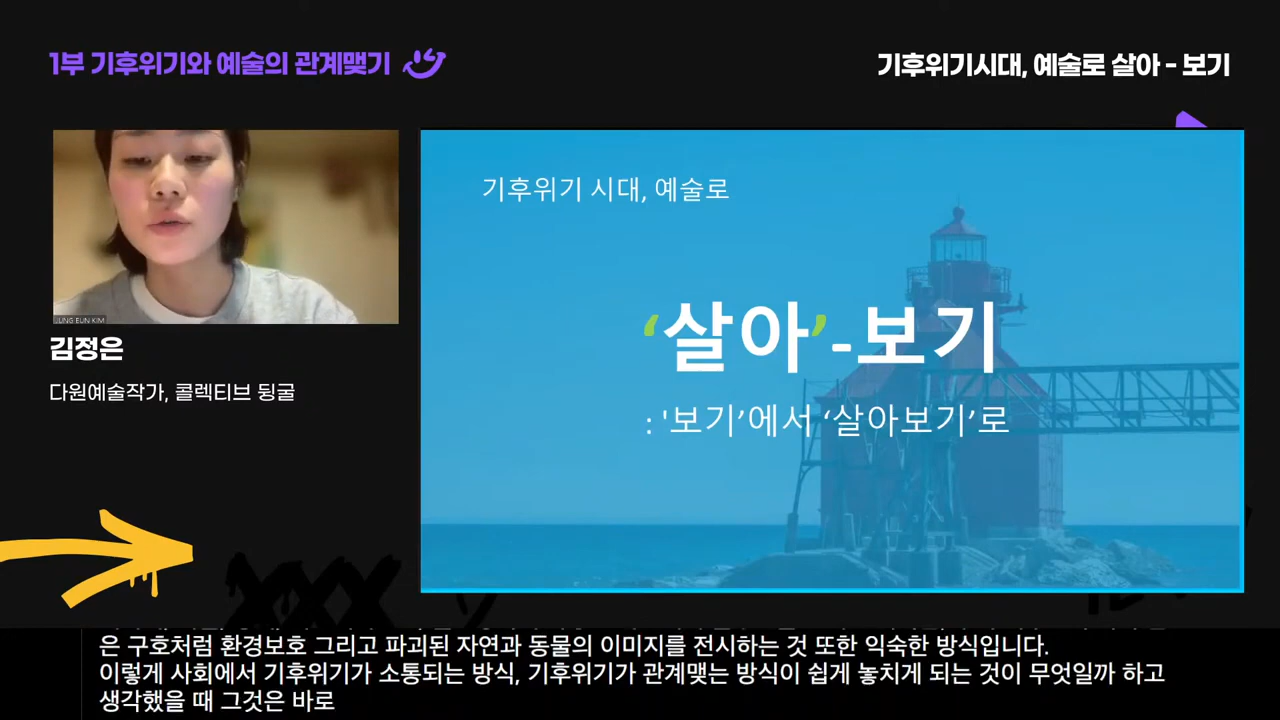 1부 기후위기와 예술의 관계맺기
기후위기시대, 예술로 살아 - 보기
JUNG EUN KIM
김정은
다원예술작가, 콜렉티브 뒹굴
기후위기 시대, 예술로
‘살아’-보기
: '보기’에서 ‘살아보기’로
은 구호처럼 환경보호 그리고 파괴된 자연과 동물의 이미지를 전시하는 것 또한 익숙한 방식입니다.
이렇게 사회에서 기후위기가 소통되는 방식, 기후위기가 관계맺는 방식이 쉽게 놓치게 되는 것이 무엇일까 하고
생각했을 때 그것은 바로